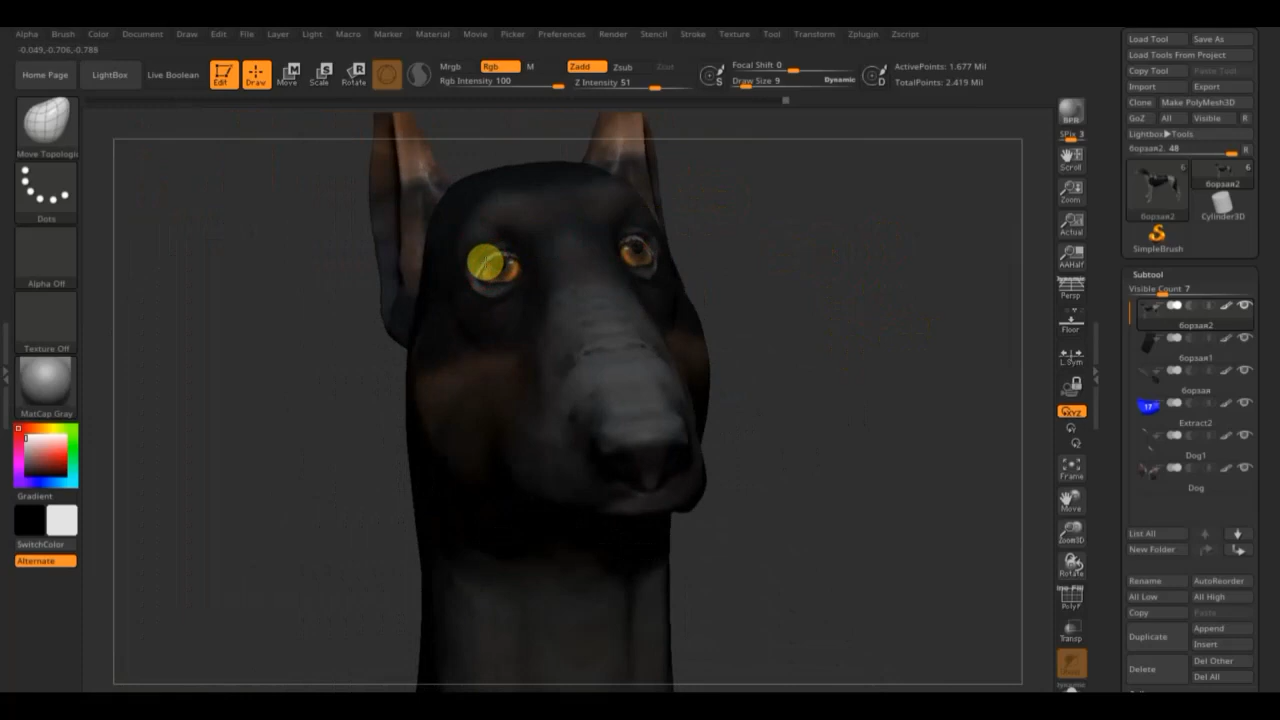 Alpha Brush Color Document Draw Edit File Layer Light Macro Marker Material Movie Picker Preferences Render Stencil Stroke Texture Tool Transform Zplugin Zscript
-0.049,-0.706,-0.788
Home Page
LightBox
Live Boolean
Edit
Draw
Move
Scale
Rotate
Mrgb Rgb M
Rgb Intensity 100
Zadd Zsub Zcut
Z Intensity 51
S
Focal Shift 0
Draw Size 9 Dynamic
D
ActivePoints: 1.677 Mil
TotalPoints: 2.419 Mil
Move Topologic
Dots
Alpha Off
Texture Off
MatCap Gray
Gradient
SwitchColor
Alternate
BPR
SPix 3
Scroll
Zoom
Actual
AAHalf
Dynamic
Persp
Floor
L.Sym
XYZ
Frame
Move
Zoom3D
Rotate
PolyF
Transp
Load Tool Save As
Load Tools From Project
Copy Tool Paste Tool
Import Export
Clone Make PolyMesh3D
GoZ All Visible R
Lightbox▶Tools
борзая2. 48 R
6
борзая2
6
борзая2
Cylinder3D
SimpleBrush
Subtool
Visible Count 7
борзая2
борзая1
борзая
17
Extract2
Dog1
Dog
List All
New Folder
Rename AutoReorder
All Low All High
Copy Paste
Duplicate Append
Insert
Delete Del Other
Del All